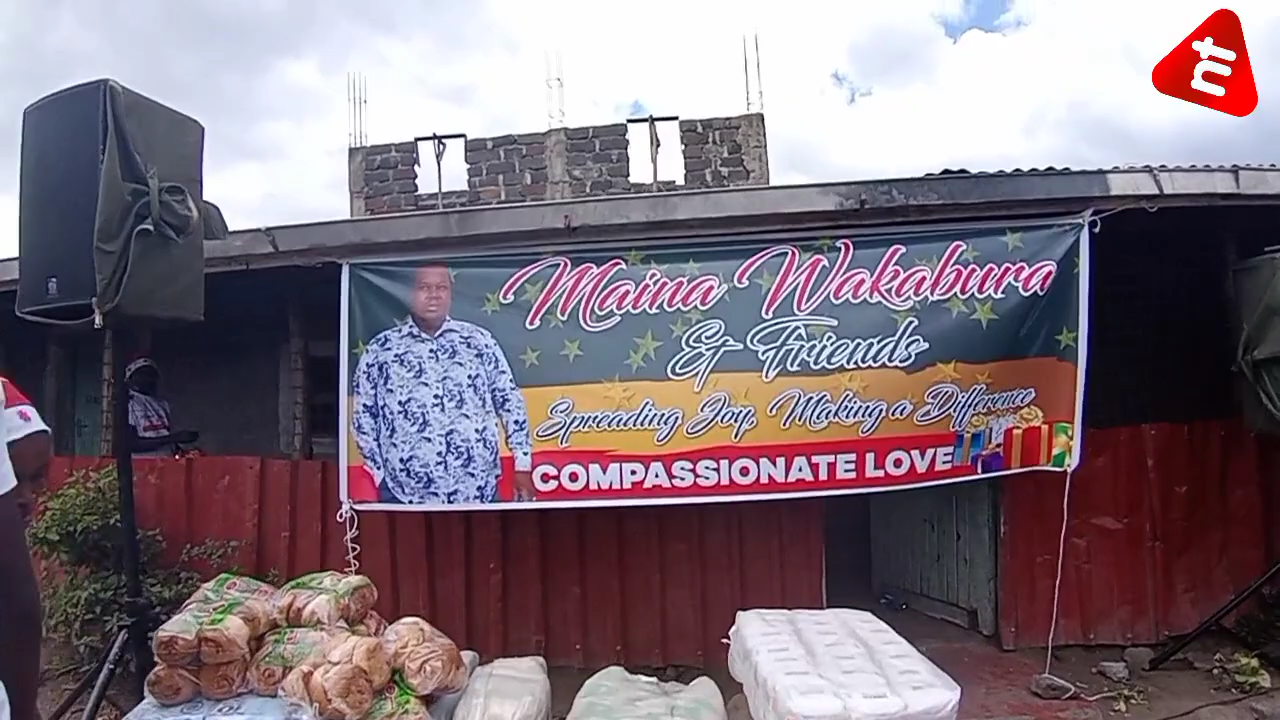 Maina Wakabura
& Friends
Spreading Joy, Making a Difference
COMPASSIONATE LOVE